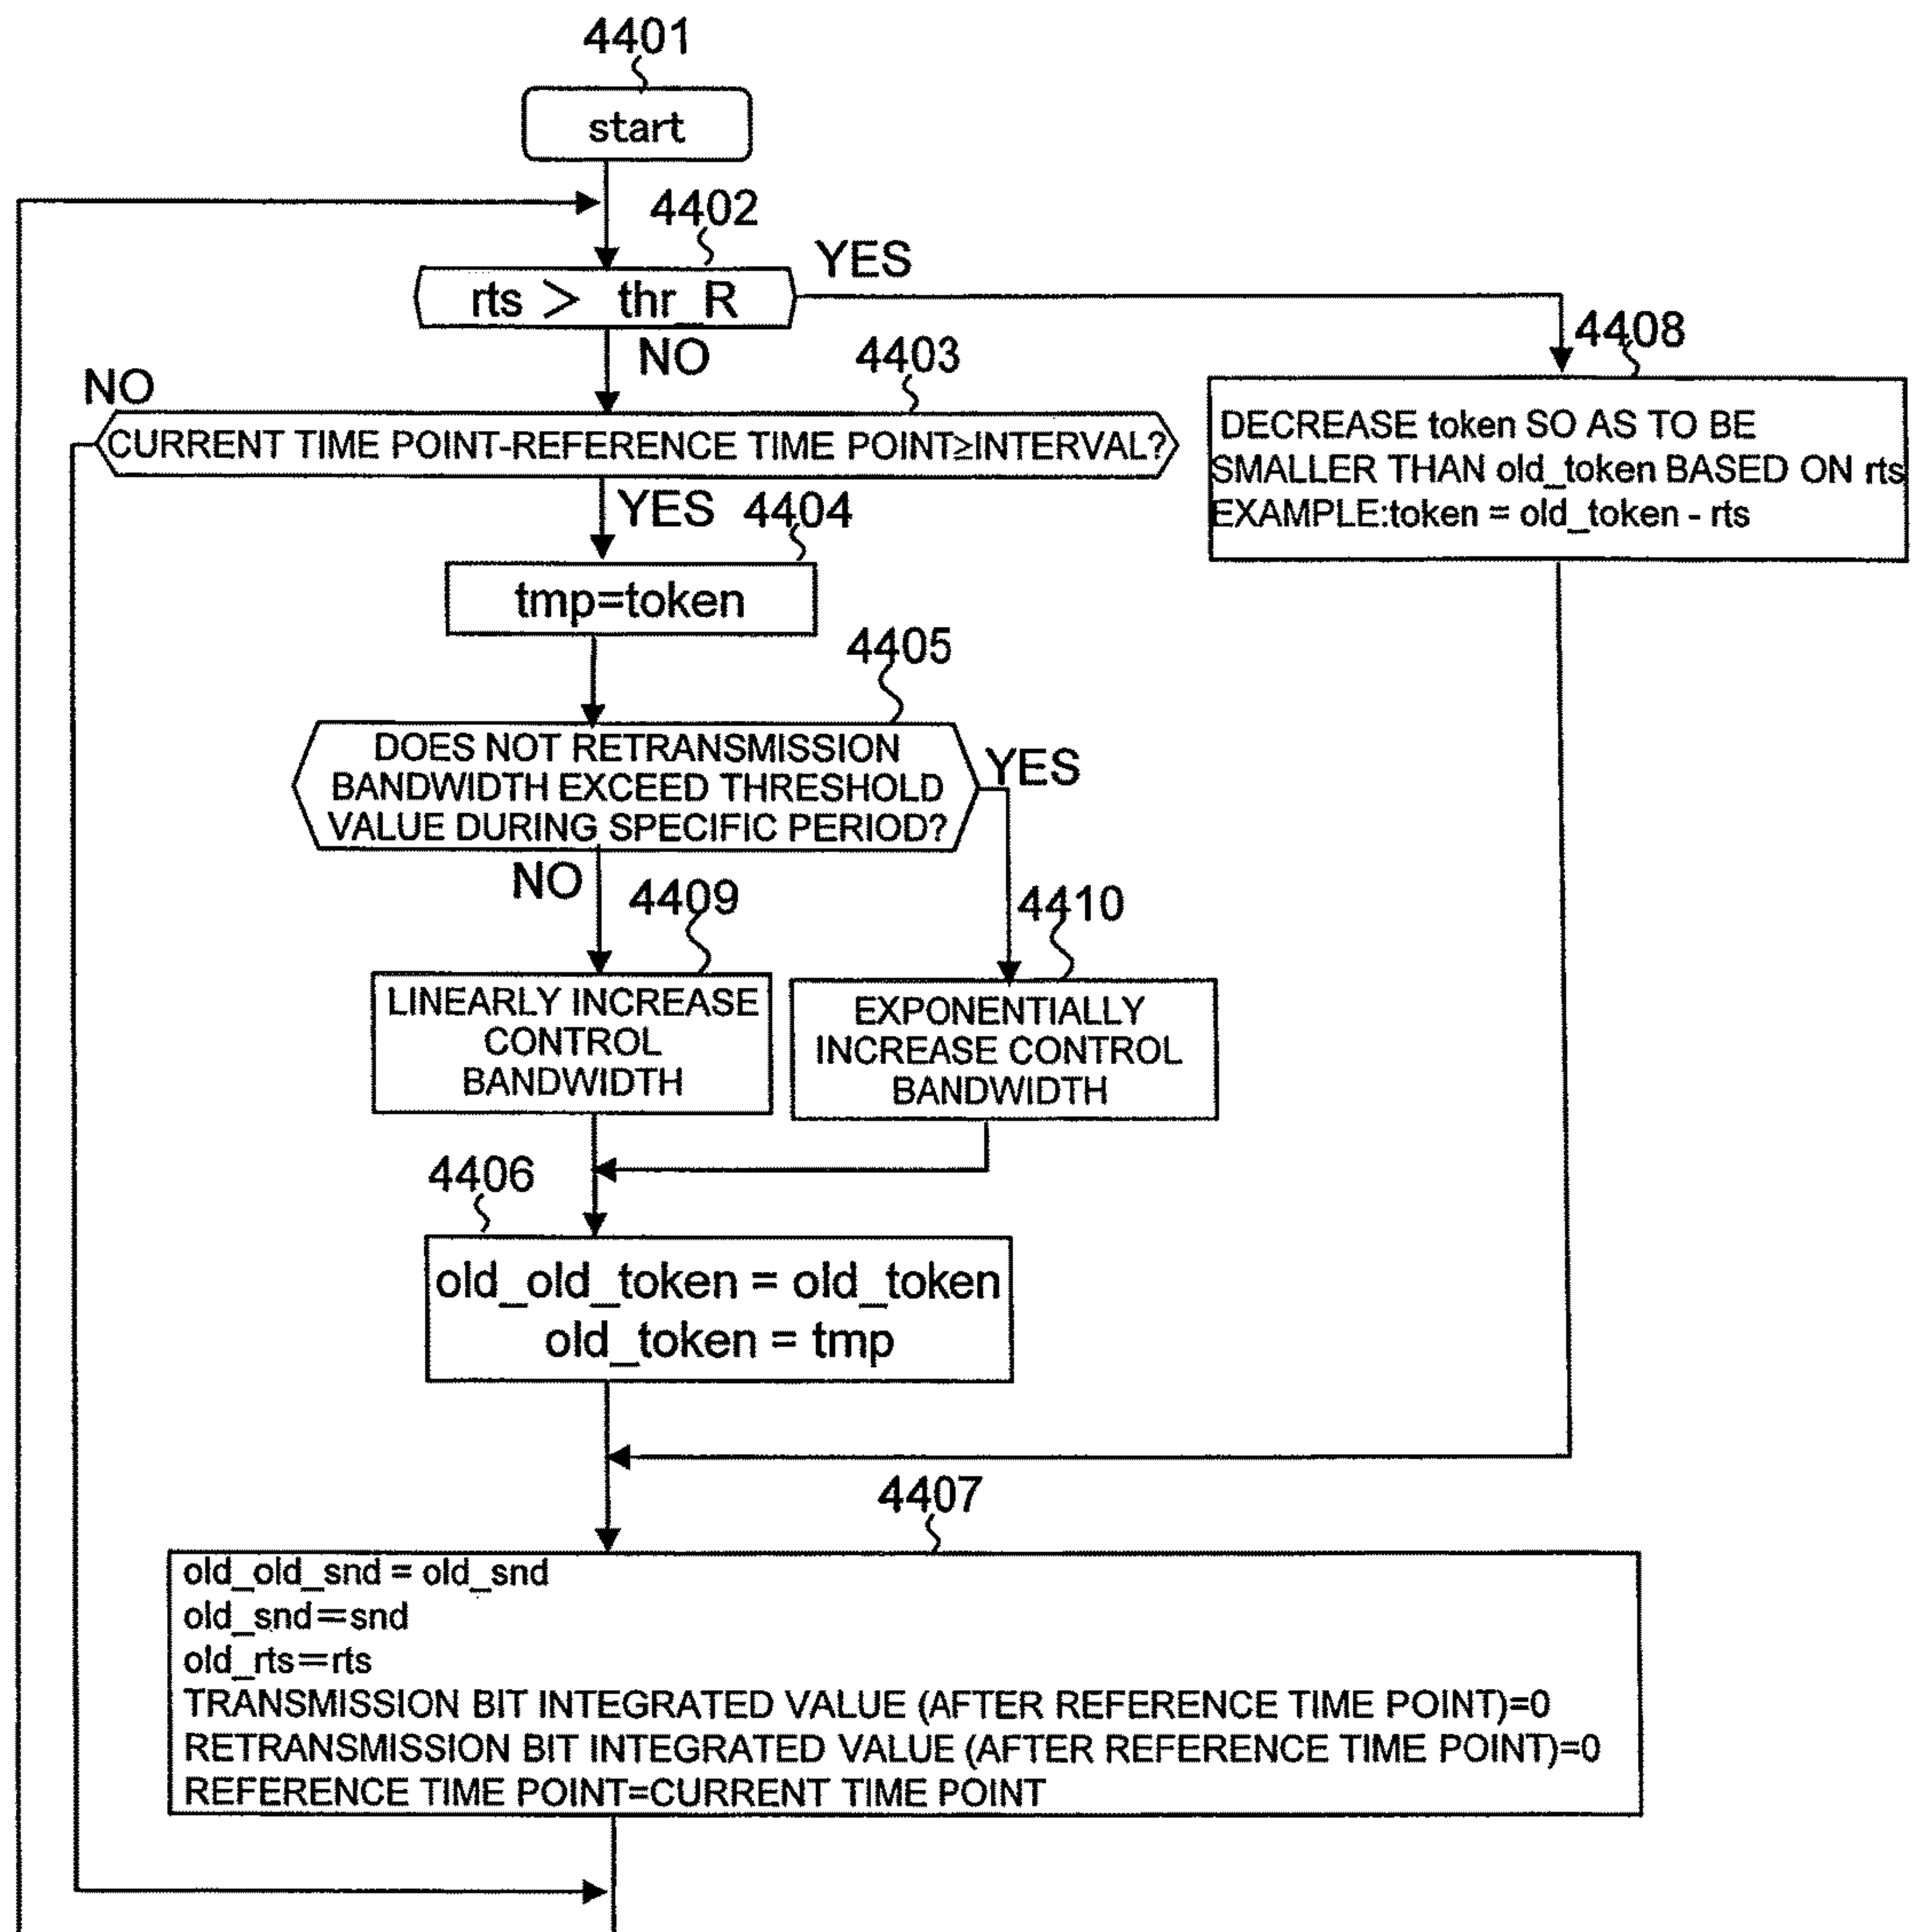 4401
start
4402
YES
rts > thr_R
NO
4403
4408
NO
CURRENT TIME POINT-REFERENCE TIME POINT≥INTERVAL?
DECREASE token SO AS TO BE
SMALLER THAN old_token BASED ON rts
EXAMPLE:token = old_token - rts
YES
4404
tmp=token
4405
DOES NOT RETRANSMISSION
BANDWIDTH EXCEED THRESHOLD
VALUE DURING SPECIFIC PERIOD?
YES
NO
4409
4410
LINEARLY INCREASE
CONTROL
BANDWIDTH
EXPONENTIALLY
INCREASE CONTROL
BANDWIDTH
4406
old_old_token = old_token
old_token = tmp
4407
old_old_snd = old_snd
old_snd=snd
old_rts=rts
TRANSMISSION BIT INTEGRATED VALUE (AFTER REFERENCE TIME POINT)=0
RETRANSMISSION BIT INTEGRATED VALUE (AFTER REFERENCE TIME POINT)=0
REFERENCE TIME POINT=CURRENT TIME POINT